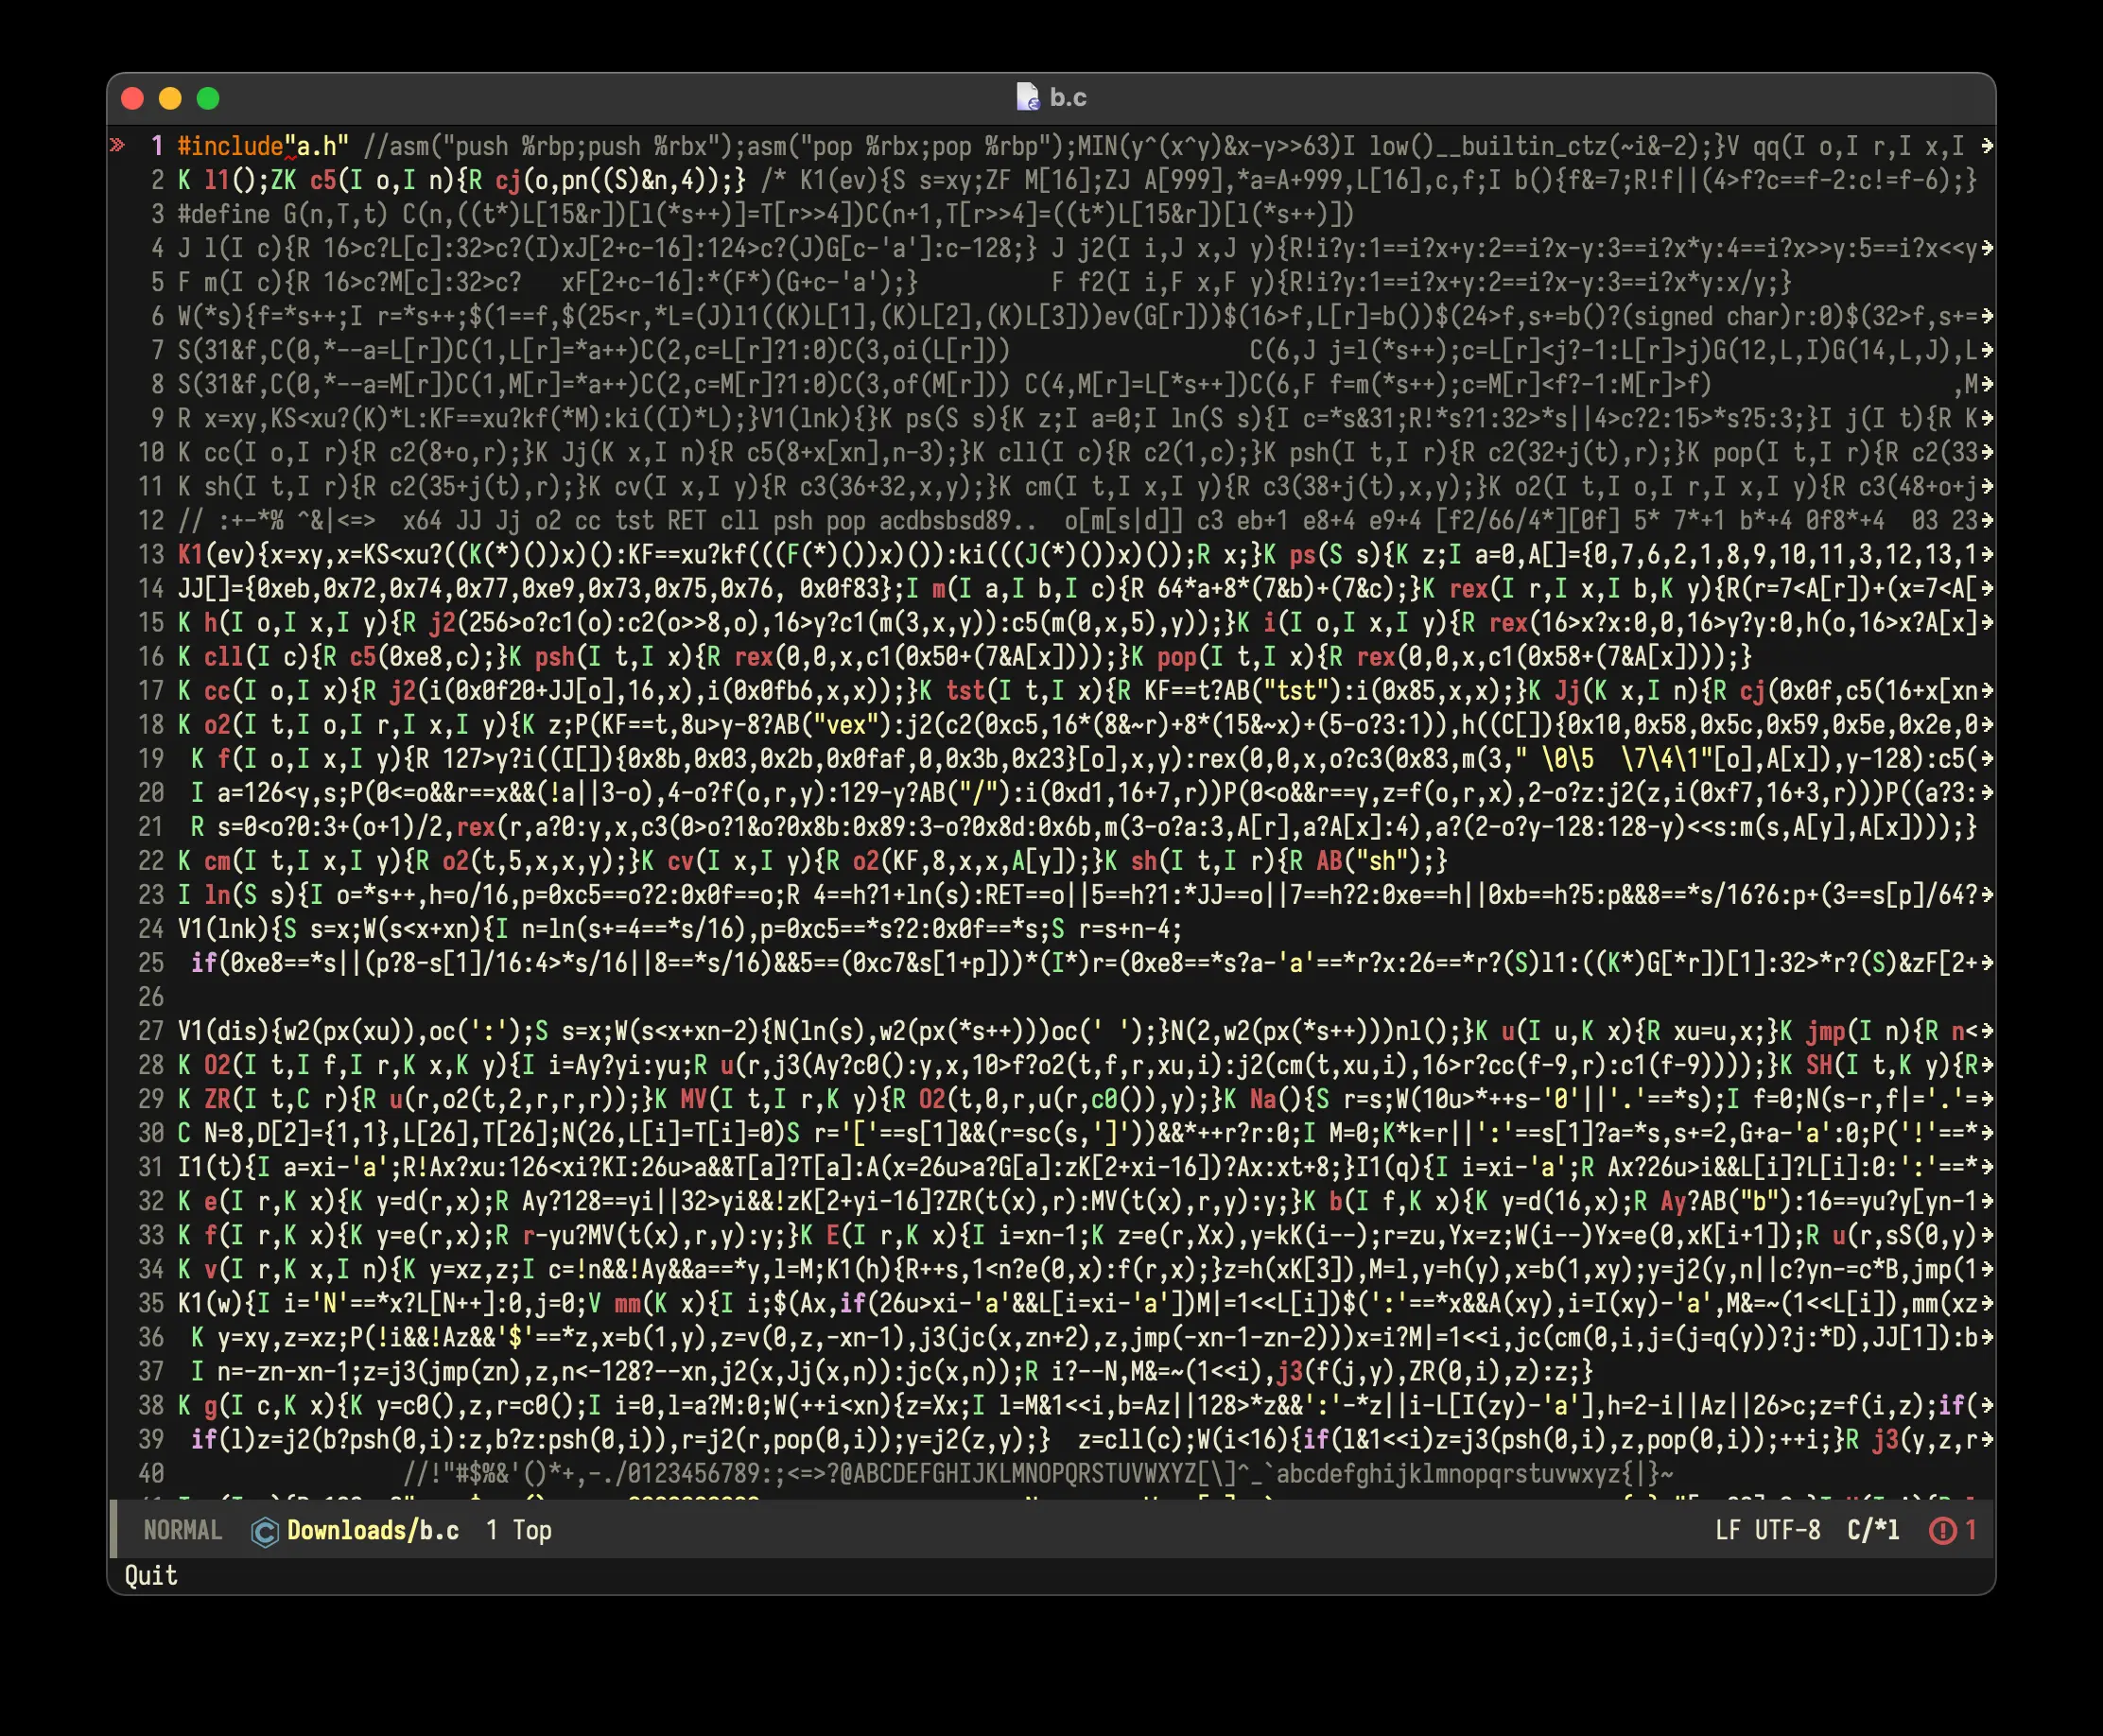 b.c
1 #include"a.h" //asm("push %rbp;push %rbx");asm("pop %rbx;pop %rbp");MIN(y^(x^y)&x-y>>63)I low()__builtin_ctz(~i&-2);}V qq(I o,I r,I x,I
2 K l1();ZK c5(I o,I n){R cj(o,pn((S)&n,4));} /* K1(ev){S s=xy;ZF M[16];ZJ A[999],*a=A+999,L[16],c,f;I b(){f&=7;R!f||(4>f?c==f-2:c!=f-6);}
3 #define G(n,T,t) C(n,((t*)L[15&r])[l(*s++)]=T[r>>4])C(n+1,T[r>>4]=((t*)L[15&r])[l(*s++)])
4 J l(I c){R 16>c?L[c]:32>c?(I)xJ[2+c-16]:124>c?(J)G[c-'a']:c-128;} J j2(I i,J x,J y){R!i?y:1==i?x+y:2==i?x-y:3==i?x*y:4==i?x>>y:5==i?x<<y
5 F m(I c){R 16>c?M[c]:32>c?   xF[2+c-16]:*(F*)(G+c-'a');}          F f2(I i,F x,F y){R!i?y:1==i?x+y:2==i?x-y:3==i?x*y:x/y;}
6 W(*s){f=*s++;I r=*s++;$(1==f,$(25<r,*L=(J)l1((K)L[1],(K)L[2],(K)L[3]))ev(G[r]))$(16>f,L[r]=b())$(24>f,s+=b()?(signed char)r:0)$(32>f,s+=
7 S(31&f,C(0,*--a=L[r])C(1,L[r]=*a++)C(2,c=L[r]?1:0)C(3,oi(L[r]))                  C(6,J j=l(*s++);c=L[r]<j?-1:L[r]>j)G(12,L,I)G(14,L,J),L
8 S(31&f,C(0,*--a=M[r])C(1,M[r]=*a++)C(2,c=M[r]?1:0)C(3,of(M[r])) C(4,M[r]=L[*s++])C(6,F f=m(*s++);c=M[r]<f?-1:M[r]>f)                  ,M
9 R x=xy,KS<xu?(K)*L:KF==xu?kf(*M):ki((I)*L);}V1(lnk){}K ps(S s){K z;I a=0;I ln(S s){I c=*s&31;R!*s?1:32>*s||4>c?2:15>*s?5:3;}I j(I t){R K
10 K cc(I o,I r){R c2(8+o,r);}K Jj(K x,I n){R c5(8+x[xn],n-3);}K cll(I c){R c2(1,c);}K psh(I t,I r){R c2(32+j(t),r);}K pop(I t,I r){R c2(33
11 K sh(I t,I r){R c2(35+j(t),r);}K cv(I x,I y){R c3(36+32,x,y);}K cm(I t,I x,I y){R c3(38+j(t),x,y);}K o2(I t,I o,I r,I x,I y){R c3(48+o+j
12 // :+-*% ^&|<=>  x64 JJ Jj o2 cc tst RET cll psh pop acdbsbsd89..  o[m[s|d]] c3 eb+1 e8+4 e9+4 [f2/66/4*][0f] 5* 7*+1 b*+4 0f8*+4  03 23
13 K1(ev){x=xy,x=KS<xu?((K(*)())x)():KF==xu?kf(((F(*)())x)()):ki(((J(*)())x)());R x;}K ps(S s){K z;I a=0,A[]={0,7,6,2,1,8,9,10,11,3,12,13,1
14 JJ[]={0xeb,0x72,0x74,0x77,0xe9,0x73,0x75,0x76, 0x0f83};I m(I a,I b,I c){R 64*a+8*(7&b)+(7&c);}K rex(I r,I x,I b,K y){R(r=7<A[r])+(x=7<A[
15 K h(I o,I x,I y){R j2(256>o?c1(o):c2(o>>8,o),16>y?c1(m(3,x,y)):c5(m(0,x,5),y));}K i(I o,I x,I y){R rex(16>x?x:0,0,16>y?y:0,h(o,16>x?A[x]
16 K cll(I c){R c5(0xe8,c);}K psh(I t,I x){R rex(0,0,x,c1(0x50+(7&A[x])));}K pop(I t,I x){R rex(0,0,x,c1(0x58+(7&A[x])));}
17 K cc(I o,I x){R j2(i(0x0f20+JJ[o],16,x),i(0x0fb6,x,x));}K tst(I t,I x){R KF==t?AB("tst"):i(0x85,x,x);}K Jj(K x,I n){R cj(0x0f,c5(16+x[xn
18 K o2(I t,I o,I r,I x,I y){K z;P(KF==t,8u>y-8?AB("vex"):j2(c2(0xc5,16*(8&~r)+8*(15&~x)+(5-o?3:1)),h((C[]){0x10,0x58,0x5c,0x59,0x5e,0x2e,0
19  K f(I o,I x,I y){R 127>y?i((I[]){0x8b,0x03,0x2b,0x0faf,0,0x3b,0x23}[o],x,y):rex(0,0,x,o?c3(0x83,m(3," \0\5  \7\4\1"[o],A[x]),y-128):c5(
20  I a=126<y,s;P(0<=o&&r==x&&(!a||3-o),4-o?f(o,r,y):129-y?AB("/"):i(0xd1,16+7,r))P(0<o&&r==y,z=f(o,r,x),2-o?z:j2(z,i(0xf7,16+3,r)))P((a?3:
21  R s=0<o?0:3+(o+1)/2,rex(r,a?0:y,x,c3(0>o?1&o?0x8b:0x89:3-o?0x8d:0x6b,m(3-o?a:3,A[r],a?A[x]:4),a?(2-o?y-128:128-y)<<s:m(s,A[y],A[x])));}
22 K cm(I t,I x,I y){R o2(t,5,x,x,y);}K cv(I x,I y){R o2(KF,8,x,x,A[y]);}K sh(I t,I r){R AB("sh");}
23 I ln(S s){I o=*s++,h=o/16,p=0xc5==o?2:0x0f==o;R 4==h?1+ln(s):RET==o||5==h?1:*JJ==o||7==h?2:0xe==h||0xb==h?5:p&&8==*s/16?6:p+(3==s[p]/64?
24 V1(lnk){S s=x;W(s<x+xn){I n=ln(s+=4==*s/16),p=0xc5==*s?2:0x0f==*s;S r=s+n-4;
25  if(0xe8==*s||(p?8-s[1]/16:4>*s/16||8==*s/16)&&5==(0xc7&s[1+p]))*(I*)r=(0xe8==*s?a-'a'==*r?x:26==*r?(S)l1:((K*)G[*r])[1]:32>*r?(S)&zF[2+
26
27 V1(dis){w2(px(xu)),oc(':');S s=x;W(s<x+xn-2){N(ln(s),w2(px(*s++)))oc(' ');}N(2,w2(px(*s++)))nl();}K u(I u,K x){R xu=u,x;}K jmp(I n){R n<
28 K O2(I t,I f,I r,K x,K y){I i=Ay?yi:yu;R u(r,j3(Ay?c0():y,x,10>f?o2(t,f,r,xu,i):j2(cm(t,xu,i),16>r?cc(f-9,r):c1(f-9))));}K SH(I t,K y){R
29 K ZR(I t,C r){R u(r,o2(t,2,r,r,r));}K MV(I t,I r,K y){R O2(t,0,r,u(r,c0()),y);}K Na(){S r=s;W(10u>*++s-'0'||'.'==*s);I f=0;N(s-r,f|='.'=
30 C N=8,D[2]={1,1},L[26],T[26];N(26,L[i]=T[i]=0)S r='['==s[1]&&(r=sc(s,']'))&&*++r?r:0;I M=0;K*k=r||':'==s[1]?a=*s,s+=2,G+a-'a':0;P('!'==*
31 I1(t){I a=xi-'a';R!Ax?xu:126<xi?KI:26u>a&&T[a]?T[a]:A(x=26u>a?G[a]:zK[2+xi-16])?Ax:xt+8;}I1(q){I i=xi-'a';R Ax?26u>i&&L[i]?L[i]:0:':'==*
32 K e(I r,K x){K y=d(r,x);R Ay?128==yi||32>yi&&!zK[2+yi-16]?ZR(t(x),r):MV(t(x),r,y):y;}K b(I f,K x){K y=d(16,x);R Ay?AB("b"):16==yu?y[yn-1
33 K f(I r,K x){K y=e(r,x);R r-yu?MV(t(x),r,y):y;}K E(I r,K x){I i=xn-1;K z=e(r,Xx),y=kK(i--);r=zu,Yx=z;W(i--)Yx=e(0,xK[i+1]);R u(r,sS(0,y)
34 K v(I r,K x,I n){K y=xz,z;I c=!n&&!Ay&&a==*y,l=M;K1(h){R++s,1<n?e(0,x):f(r,x);}z=h(xK[3]),M=l,y=h(y),x=b(1,xy);y=j2(y,n||c?yn-=c*B,jmp(1
35 K1(w){I i='N'==*x?L[N++]:0,j=0;V mm(K x){I i;$(Ax,if(26u>xi-'a'&&L[i=xi-'a'])M|=1<<L[i])$(':'==*x&&A(xy),i=I(xy)-'a',M&=~(1<<L[i]),mm(xz
36  K y=xy,z=xz;P(!i&&!Az&&'$'==*z,x=b(1,y),z=v(0,z,-xn-1),j3(jc(x,zn+2),z,jmp(-xn-1-zn-2)))x=i?M|=1<<i,jc(cm(0,i,j=(j=q(y))?j:*D),JJ[1]):b
37  I n=-zn-xn-1;z=j3(jmp(zn),z,n<-128?--xn,j2(x,Jj(x,n)):jc(x,n));R i?--N,M&=~(1<<i),j3(f(j,y),ZR(0,i),z):z;}
38 K g(I c,K x){K y=c0(),z,r=c0();I i=0,l=a?M:0;W(++i<xn){z=Xx;I l=M&1<<i,b=Az||128>*z&&':'-*z||i-L[I(zy)-'a'],h=2-i||Az||26>c;z=f(i,z);if(
39  if(l)z=j2(b?psh(0,i):z,b?z:psh(0,i)),r=j2(r,pop(0,i));y=j2(z,y);}  z=cll(c);W(i<16){if(l&1<<i)z=j3(psh(0,i),z,pop(0,i));++i;}R j3(y,z,r
40                  //!"#$%&'()*+,-./0123456789:;<=>?@ABCDEFGHIJKLMNOPQRSTUVWXYZ[\]^_`abcdefghijklmnopqrstuvwxyz{|}~
NORMAL Downloads/b.c 1 Top LF UTF-8 C/*l 1
Quit